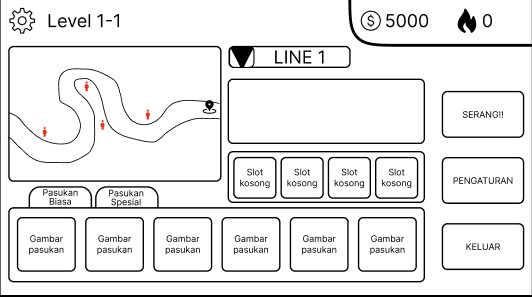 Level 1-1
$ 5000
0
LINE 1
SERANG!!
Slot
kosong
Slot
kosong
Slot
kosong
Slot
kosong
PENGATURAN
Pasukan
Biasa
Pasukan
Spesial
Gambar
pasukan
Gambar
pasukan
Gambar
pasukan
Gambar
pasukan
Gambar
pasukan
Gambar
pasukan
KELUAR